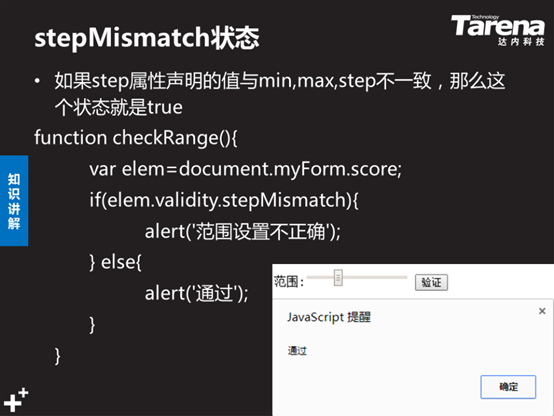 stepMismatch状态
Technology
Tarena
达内科技
• 如果step属性声明的值与min,max,step不一致，那么这
个状态就是true
function checkRange(){
var elem=document.myForm.score;
if(elem.validity.stepMismatch){
alert('范围设置不正确');
} else{
alert('通过');
}
}
知识讲解
范围:
验证
JavaScript 提醒
×
通过
确定